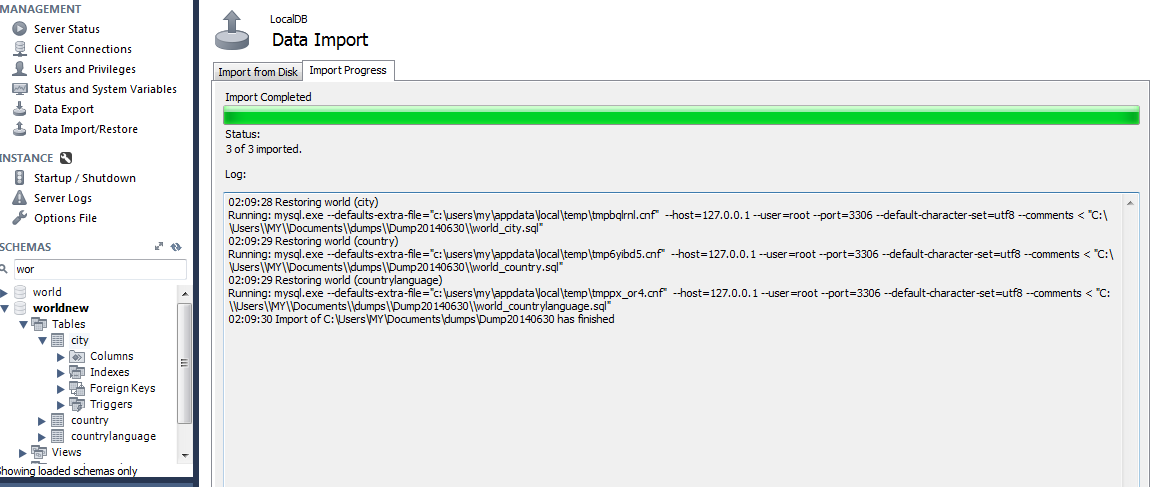 MANAGEMENT
Server Status
Client Connections
Users and Privileges
Status and System Variables
Data Export
Data Import/Restore
INSTANCE
Startup / Shutdown
Server Logs
Options File
SCHEMAS
wor
world
worldnew
Tables
city
Columns
Indexes
Foreign Keys
Triggers
country
countrylanguage
Views
Showing loaded schemas only
LocalDB
Data Import
Import from Disk
Import Progress
Import Completed
Status:
3 of 3 imported.
Log:
02:09:28 Restoring world (city)
Running: mysql.exe --defaults-extra-file="c:\users\my\appdata\local\temp\tmpbqlrnl.cnf"  --host=127.0.0.1 --user=root --port=3306 --default-character-set=utf8 --comments < "C:\
\Users\\MY\\Documents\\dumps\\Dump20140630\\world_city.sql"
02:09:29 Restoring world (country)
Running: mysql.exe --defaults-extra-file="c:\users\my\appdata\local\temp\tmp6yibd5.cnf"  --host=127.0.0.1 --user=root --port=3306 --default-character-set=utf8 --comments < "C:\
\Users\\MY\\Documents\\dumps\\Dump20140630\\world_country.sql"
02:09:29 Restoring world (countrylanguage)
Running: mysql.exe --defaults-extra-file="c:\users\my\appdata\local\temp\tmppx_or4.cnf"  --host=127.0.0.1 --user=root --port=3306 --default-character-set=utf8 --comments < "C:
\\Users\\MY\\Documents\\dumps\\Dump20140630\\world_countrylanguage.sql"
02:09:30 Import of C:\Users\MY\Documents\dumps\Dump20140630 has finished